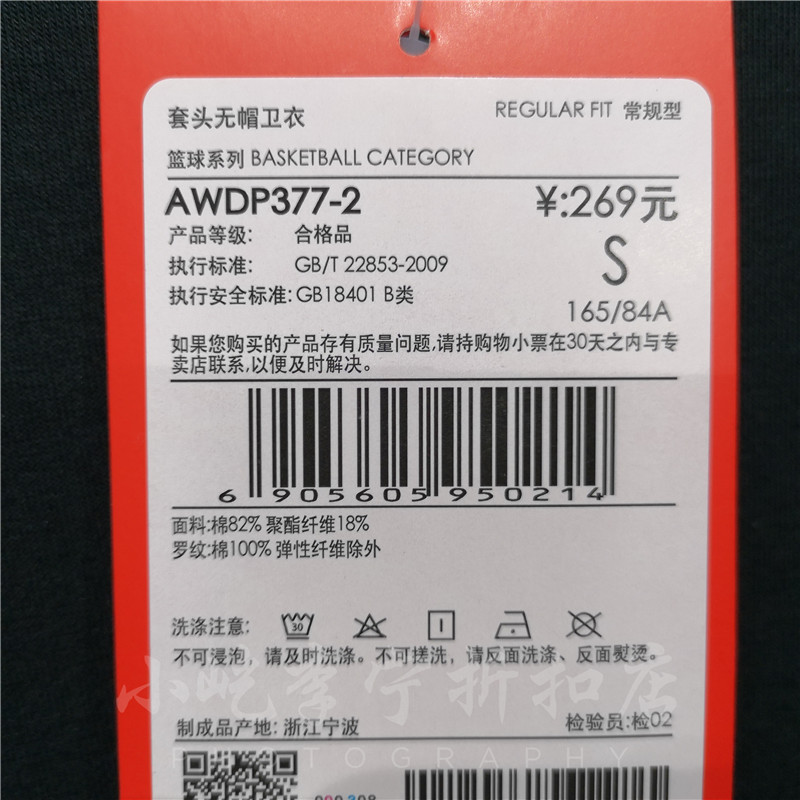 套头无帽卫衣
REGULAR FIT 常规型
篮球系列 BASKETBALL CATEGORY
AWDP377-2
¥:269元
产品等级: 合格品
执行标准: GB/T 22853-2009
S
执行安全标准:GB18401 B类
165/84A
如果您购买的产品存有质量问题,请持购物小票在30天之内与专
卖店联系,以便及时解决。
6 905605 950214
面料:棉82% 聚酯纤维18%
罗纹:棉100% 弹性纤维除外
洗涤注意: 30
不可浸泡，请及时洗涤。不可搓洗，请反面洗涤、反面熨烫。
小屹李宁折扣店
制成品产地: 浙江宁波
检验员:检02
PHOTOGRAPHY